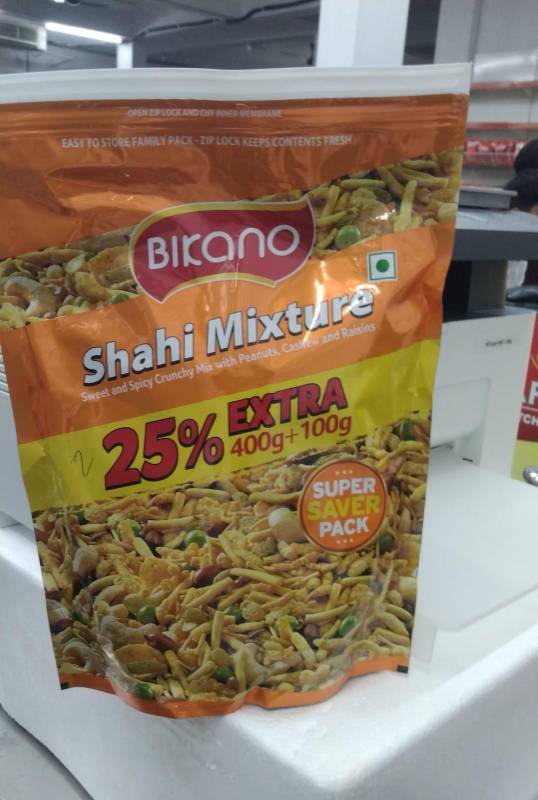 OPEN ZIP LOCK AND CUT INNER MEMBRANE
EASY TO STORE FAMILY PACK - ZIP LOCK KEEPS CONTENTS FRESH
BIKANO
Shahi Mixture
Sweet and Spicy Crunchy Mix with Peanuts, Cashew and Raisins
25% EXTRA
400g+100g
2
SUPER
SAVER
PACK